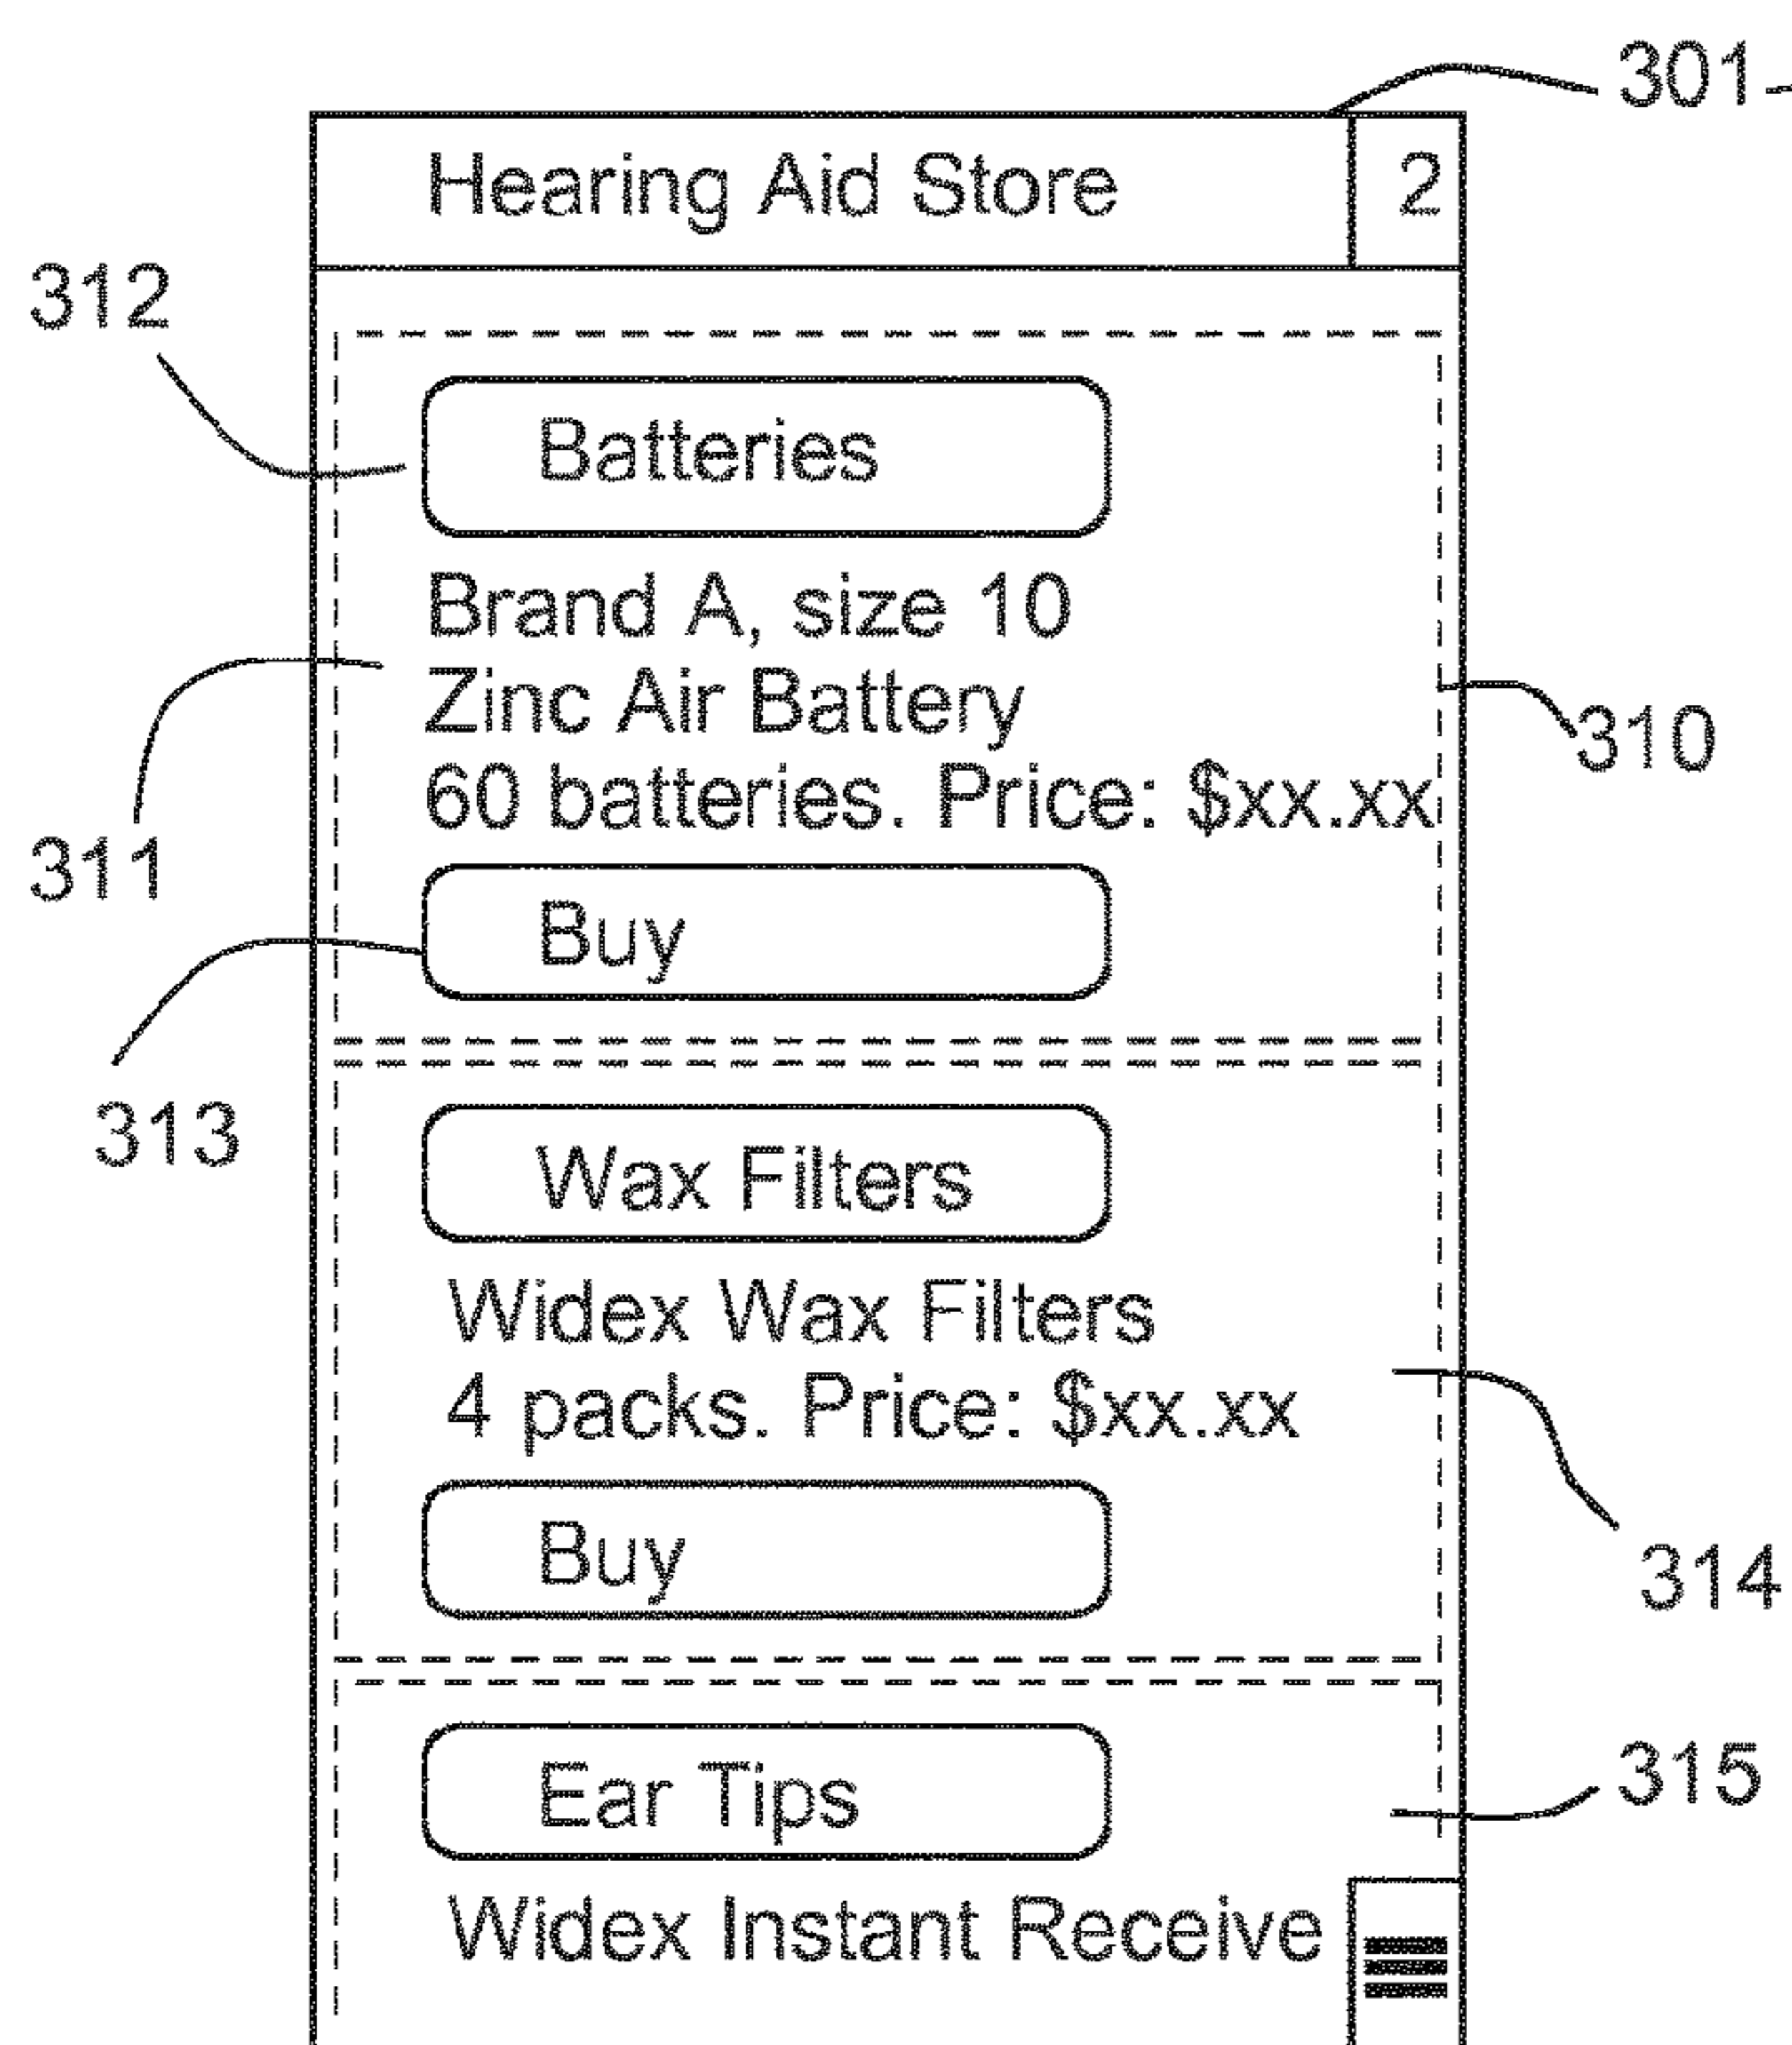 301
Hearing Aid Store 2
312
Batteries
Brand A, size 10
Zinc Air Battery
310
60 batteries. Price: $xx.xx
311
Buy
313
Wax Filters
Widex Wax Filters
4 packs. Price: $xx.xx
Buy
314
315
Ear Tips
Widex Instant Receive